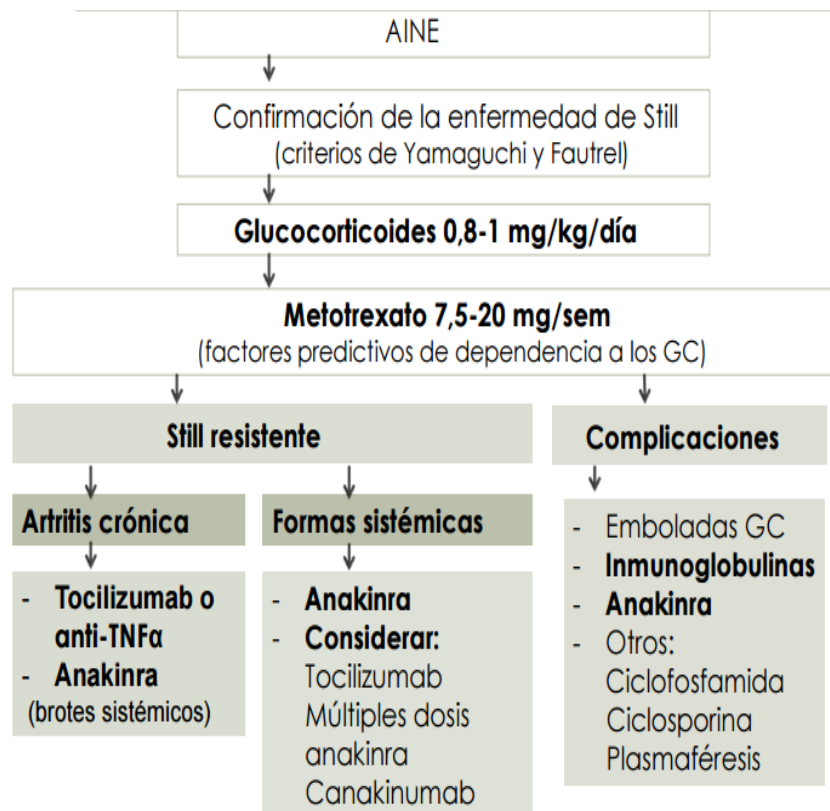 AINE
Confirmación de la enfermedad de Still
(criterios de Yamaguchi y Fautrel)
Glucocorticoides 0,8-1 mg/kg/día
Metotrexato 7,5-20 mg/sem
(factores predictivos de dependencia a los GC)
Still resistente
Complicaciones
Artritis crónica
Formas sistémicas
- Tocilizumab o
anti-TNFα
- Anakinra
(brotes sistémicos)
- Anakinra
- Considerar:
Tocilizumab
Múltiples dosis
anakinra
Canakinumab
- Emboladas GC
- Inmunoglobulinas
- Anakinra
- Otros:
Ciclofosfamida
Ciclosporina
Plasmaféresis